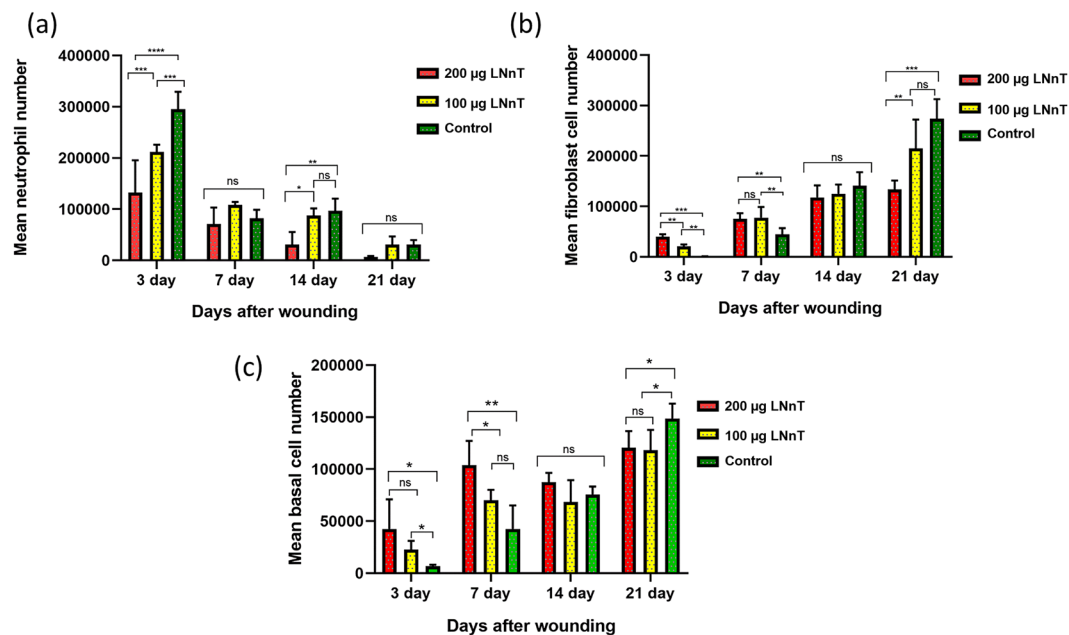 (a)
400000
300000
200000
100000
0
Mean neutrophil number
****
***
***
ns
**
*
ns
ns
3 day 7 day 14 day 21 day
Days after wounding
200 µg LNnT
100 µg LNnT
Control
(b)
400000
300000
200000
100000
0
Mean fibroblast cell number
***
**
**
**
ns
**
ns
***
**
ns
3 day 7 day 14 day 21 day
Days after wounding
200 µg LNnT
100 µg LNnT
Control
(c)
200000
150000
100000
50000
0
Mean basal cell number
*
ns
*
**
*
ns
ns
*
*
ns
3 day 7 day 14 day 21 day
Days after wounding
200 µg LNnT
100 µg LNnT
Control